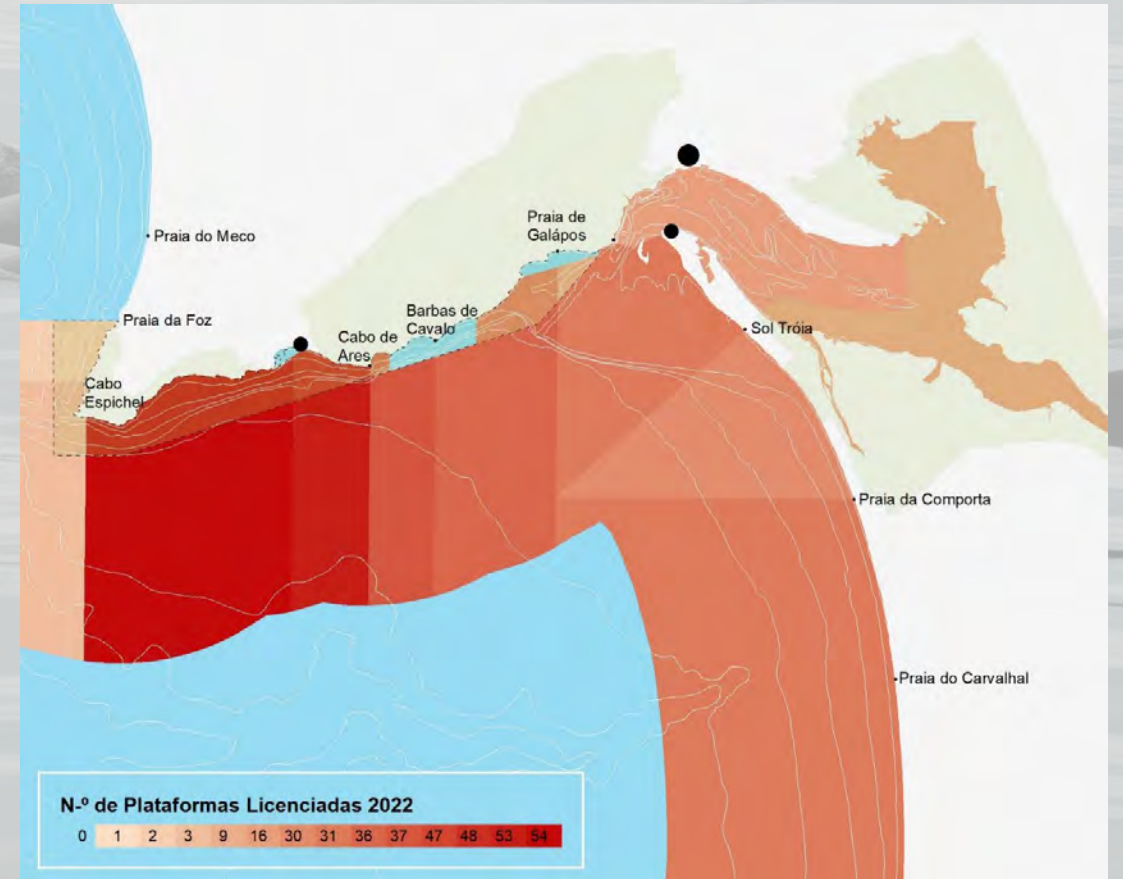 Praia de
Galápos
Praia do Meco
Barbas de
Cavalo
Praia da Foz
Sol Tróia
Cabo de
Ares
Cabo
Espichel
Praia da Comporta
Praia do Carvalhal
N-º de Plataformas Licenciadas 2022
0 1 2 3 9 16 30 31 36 37 47 48 53 54